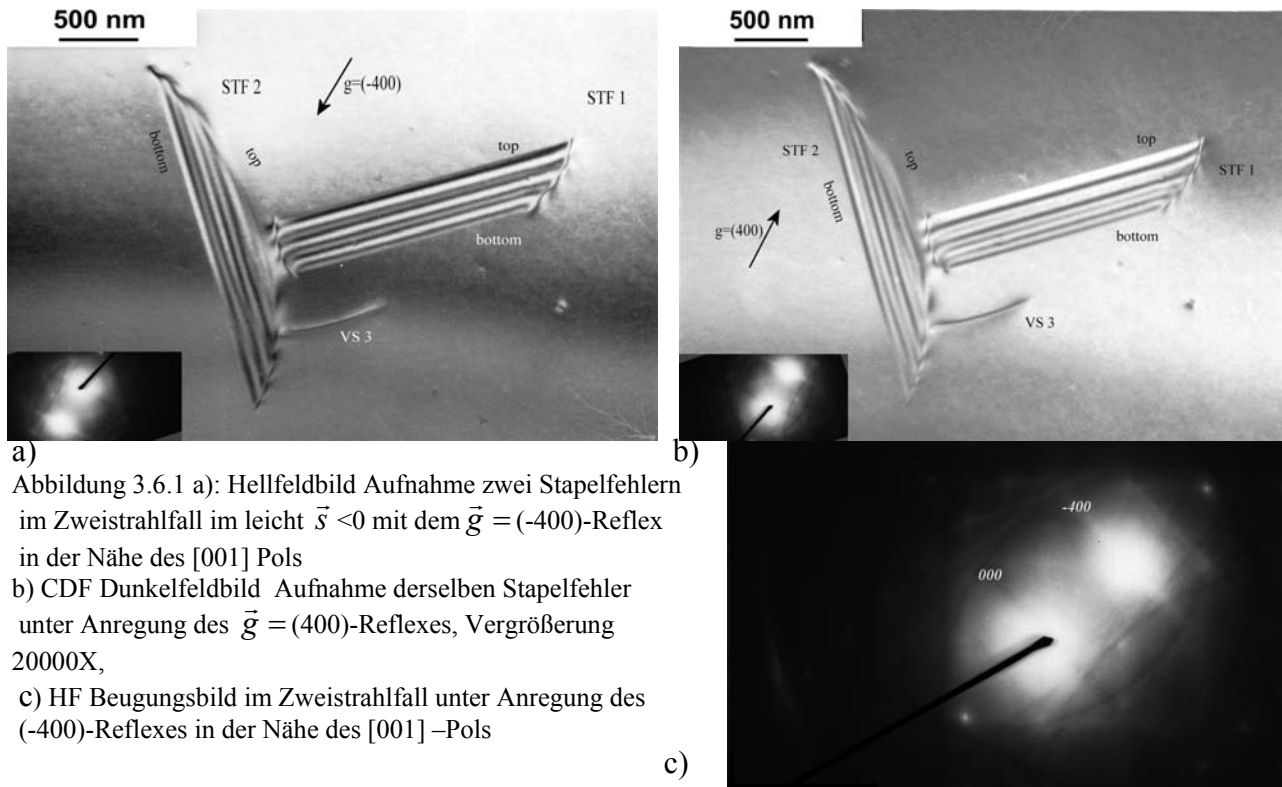 500 nm
STF 2
g=(-400)
STF 1
bottom
top
top
bottom
VS 3
a)
500 nm
STF 2
top
bottom
g=(400)
top
STF 1
bottom
VS 3
b)
Abbildung 3.6.1 a): Hellfeldbild Aufnahme zwei Stapelfehlern
im Zweistrahlfall im leicht s⃗ <0 mit dem g⃗ = (-400)-Reflex
in der Nähe des [001] Pols
b) CDF Dunkelfeldbild Aufnahme derselben Stapelfehler
unter Anregung des g⃗ = (400)-Reflexes, Vergrößerung
20000X,
c) HF Beugungsbild im Zweistrahlfall unter Anregung des
(-400)-Reflexes in der Nähe des [001] –Pols
-400
000
c)